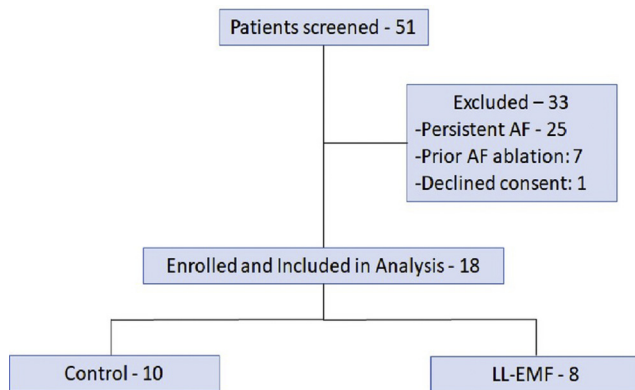 Patients screened - 51
Excluded – 33
-Persistent AF - 25
-Prior AF ablation: 7
-Declined consent: 1
Enrolled and Included in Analysis - 18
Control - 10
LL-EMF - 8